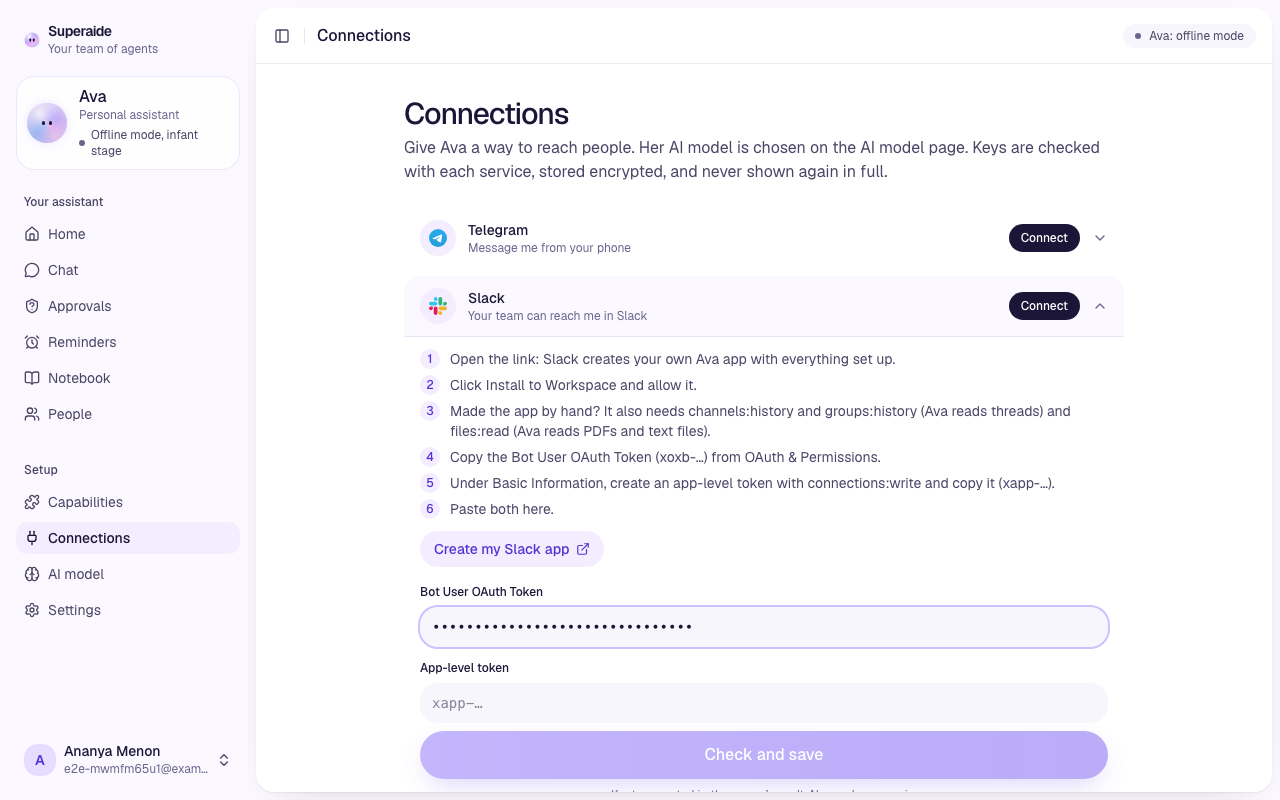 Superaide
Your team of agents
Ava
Personal assistant
Offline mode, infant
stage
Your assistant
Home
Chat
Approvals
Reminders
Notebook
People
Setup
Capabilities
Connections
AI model
Settings
A
Ananya Menon
e2e-mwmfm65u1@exam…
Connections
Ava: offline mode
Connections
Give Ava a way to reach people. Her AI model is chosen on the AI model page. Keys are checked
with each service, stored encrypted, and never shown again in full.
Telegram
Message me from your phone
Connect
Slack
Your team can reach me in Slack
Connect
1 Open the link: Slack creates your own Ava app with everything set up.
2 Click Install to Workspace and allow it.
3 Made the app by hand? It also needs channels:history and groups:history (Ava reads threads) and
files:read (Ava reads PDFs and text files).
4 Copy the Bot User OAuth Token (xoxb-…) from OAuth & Permissions.
5 Under Basic Information, create an app-level token with connections:write and copy it (xapp-…).
6 Paste both here.
Create my Slack app
Bot User OAuth Token
App-level token
xapp-…
Check and save